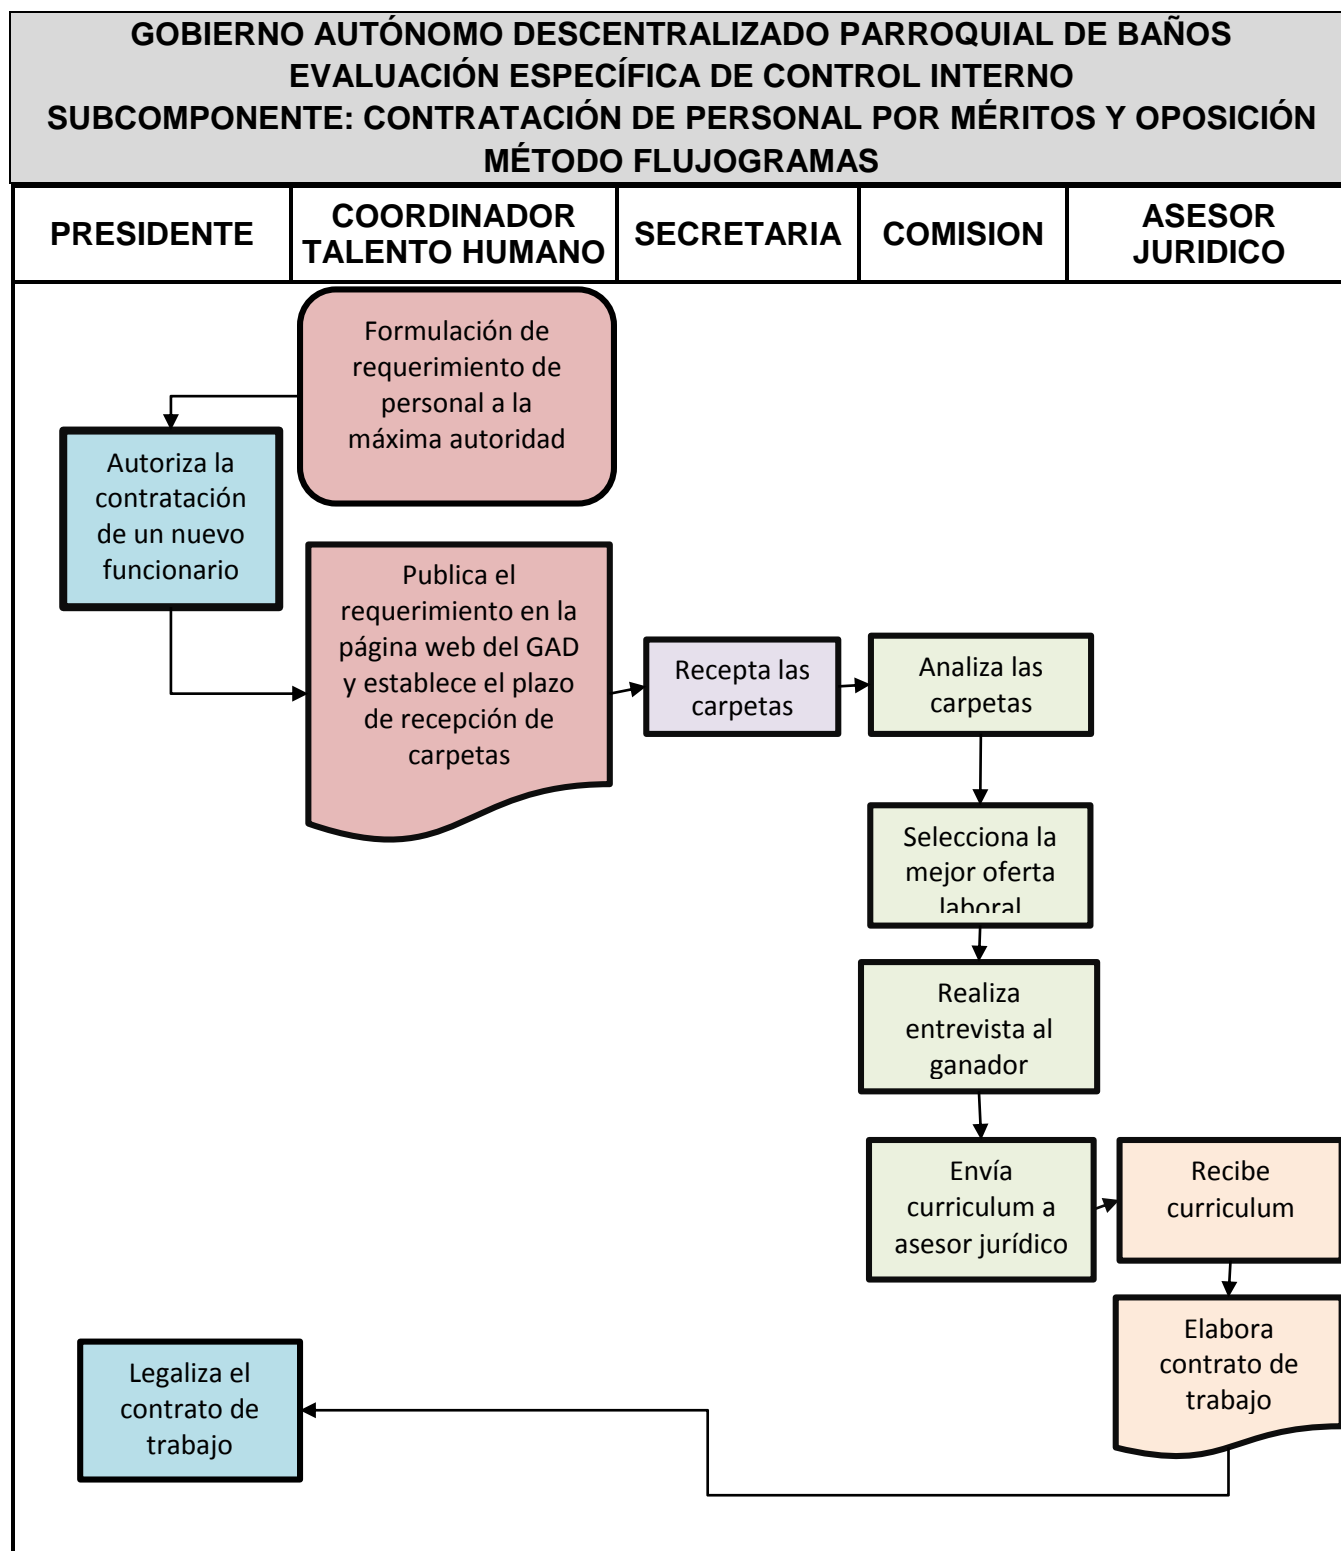 GOBIERNO AUTÓNOMO DESCENTRALIZADO PARROQUIAL DE BAÑOS
EVALUACIÓN ESPECÍFICA DE CONTROL INTERNO
SUBCOMPONENTE: CONTRATACIÓN DE PERSONAL POR MÉRITOS Y OPOSICIÓN
MÉTODO FLUJOGRAMAS
PRESIDENTE
COORDINADOR
TALENTO HUMANO
SECRETARIA
COMISION
ASESOR
JURIDICO
Formulación de
requerimiento de
personal a la
máxima autoridad
Autoriza la
contratación
de un nuevo
funcionario
Publica el
requerimiento en la
página web del GAD
y establece el plazo
de recepción de
carpetas
Recepta las
carpetas
Analiza las
carpetas
Selecciona la
mejor oferta
laboral
Realiza
entrevista al
ganador
Envía
curriculum a
asesor jurídico
Recibe
curriculum
Elabora
contrato de
trabajo
Legaliza el
contrato de
trabajo